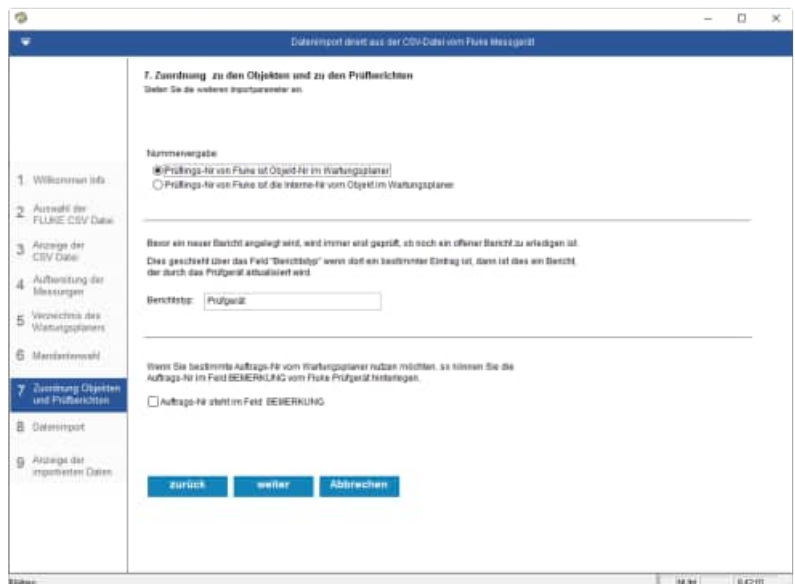 Datenimport direkt aus der CSV-Datei vom Fluke Messgerät
7. Zuordnung zu den Objekten und zu den Prüfberichten
Stellen Sie die weiteren Importparameter ein.
Nummernvergabe
Prüflings-Nr von Fluke ist Objekt-Nr im Wartungsplaner
Prüflings-Nr von Fluke ist die Interne-Nr vom Objekt im Wartungsplaner
1 Willkommen Info
2 Auswahl der
FLUKE CSV Datei
3 Anzeige der
CSV Datei
4 Aufbereitung der
Messungen
5 Verzeichnis des
Wartungsplaners
6 Mandantenwahl
7 Zuordnung Objekten
und Prüfberichten
8 Datenimport
9 Anzeige der
importierten Daten
Bevor ein neuer Bericht angelegt wird, wird immer erst geprüft, ob noch ein offener Bericht zu erledigen ist.
Dies geschieht über das Feld "Berichtstyp" wenn dort ein bestimmter Eintrag ist, dann ist dies ein Bericht,
der durch das Prüfgerät aktualisiert wird.
Berichtstyp: Prüfgerät
Wenn Sie bestimmte Auftrags-Nr vom Wartungsplaner nutzen möchten, so können Sie die
Auftrags-Nr im Feld BEMERKUNG vom Fluke Prüfgerät hinterlegen.
Auftrags-Nr steht im Feld BEMERKUNG
zurück weiter Abbrechen